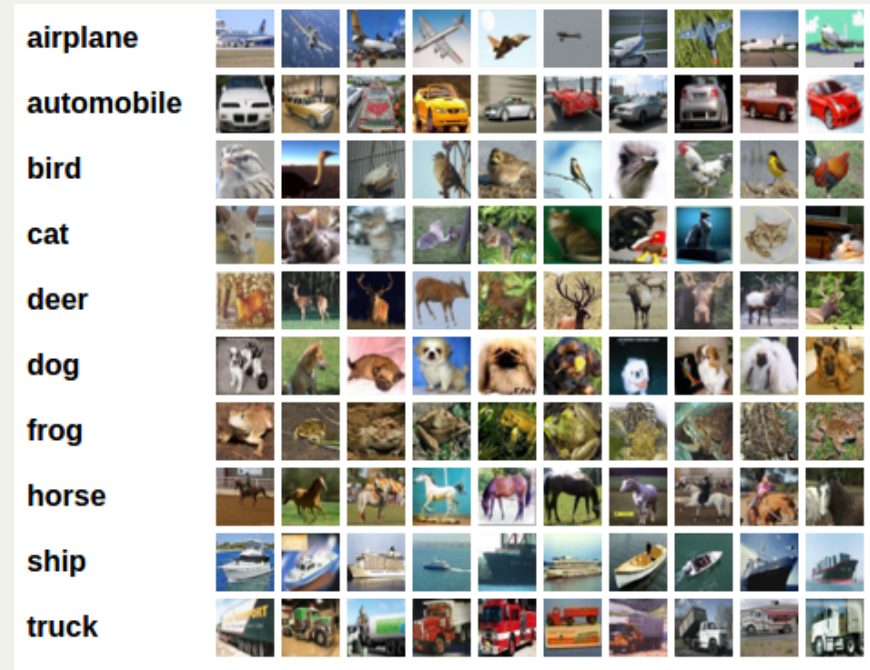 airplane
automobile
bird
cat
deer
dog
frog
horse
ship
truck